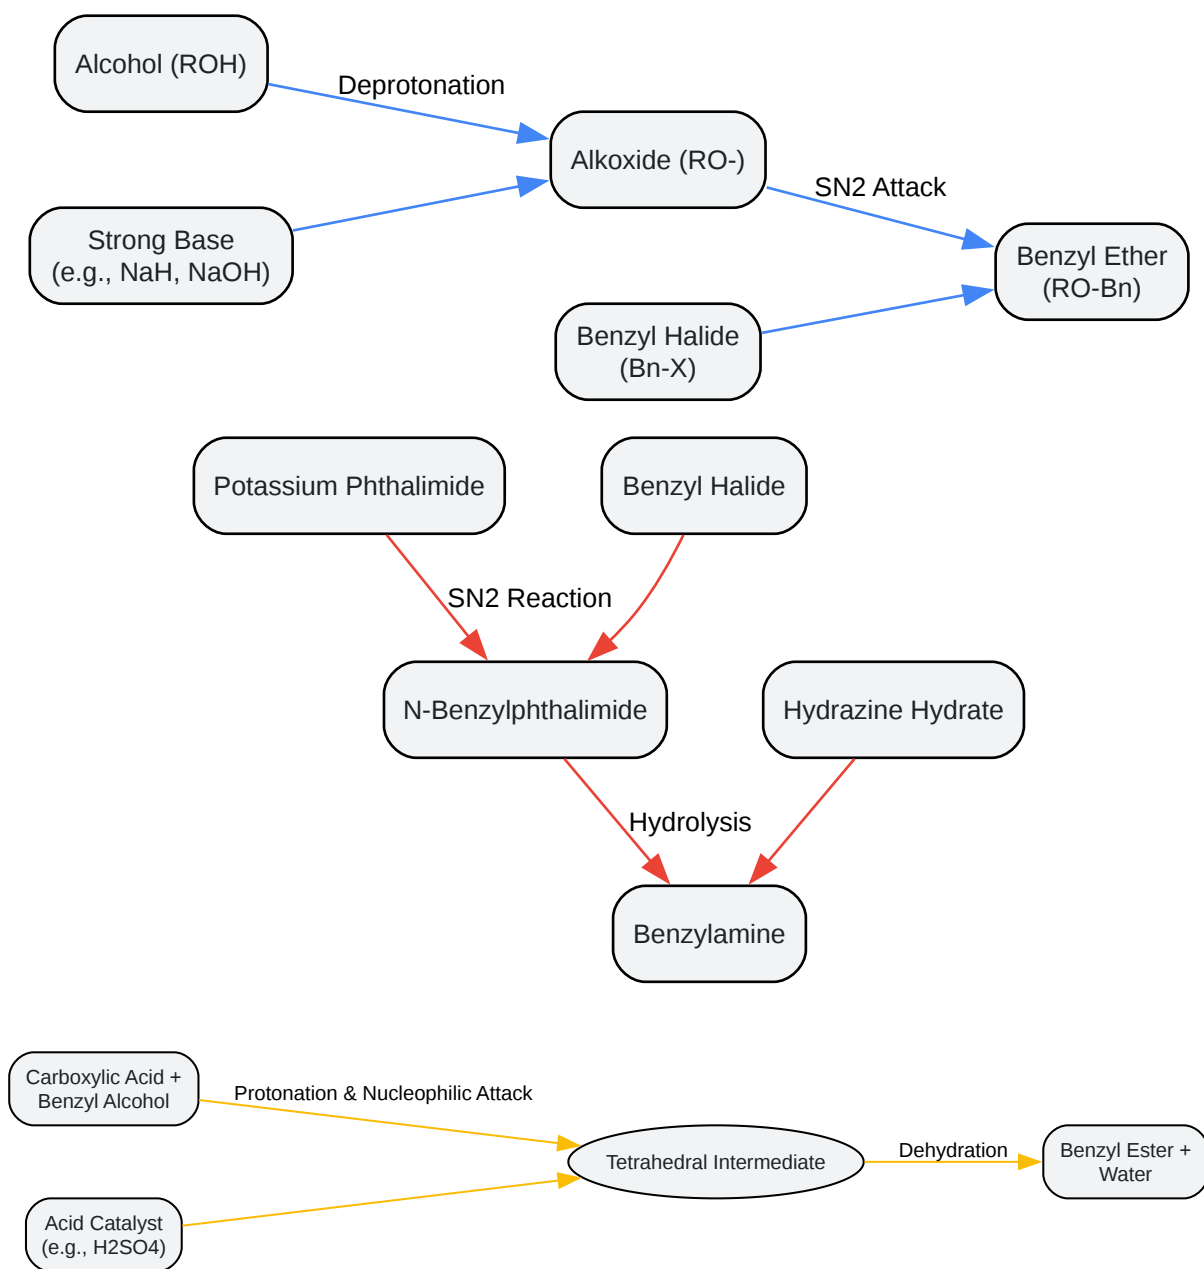 Alcohol (ROH)
Deprotonation
Strong Base
(e.g., NaH, NaOH)
Alkoxide (RO-)
SN2 Attack
Benzyl Halide
(Bn-X)
Benzyl Ether
(RO-Bn)
Potassium Phthalimide
Benzyl Halide
SN2 Reaction
N-Benzylphthalimide
Hydrazine Hydrate
Hydrolysis
Benzylamine
Carboxylic Acid +
Benzyl Alcohol
Protonation & Nucleophilic Attack
Acid Catalyst
(e.g., H2SO4)
Tetrahedral Intermediate
Dehydration
Benzyl Ester +
Water